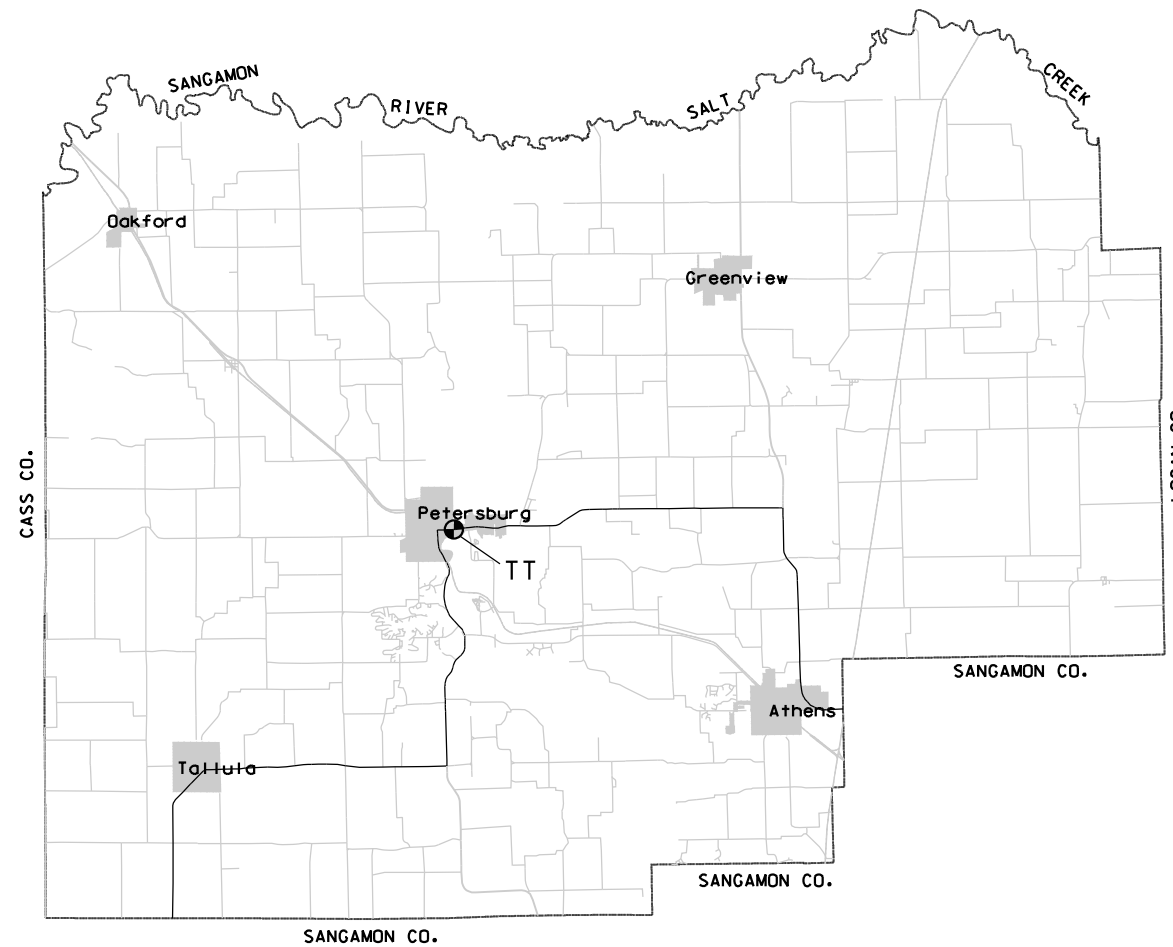 SANGAMON
RIVER
SALT
CREEK
Oakford
Greenview
CASS CO.
Petersburg
TT
SANGAMON CO.
Athens
Tallula
SANGAMON CO.
SANGAMON CO.